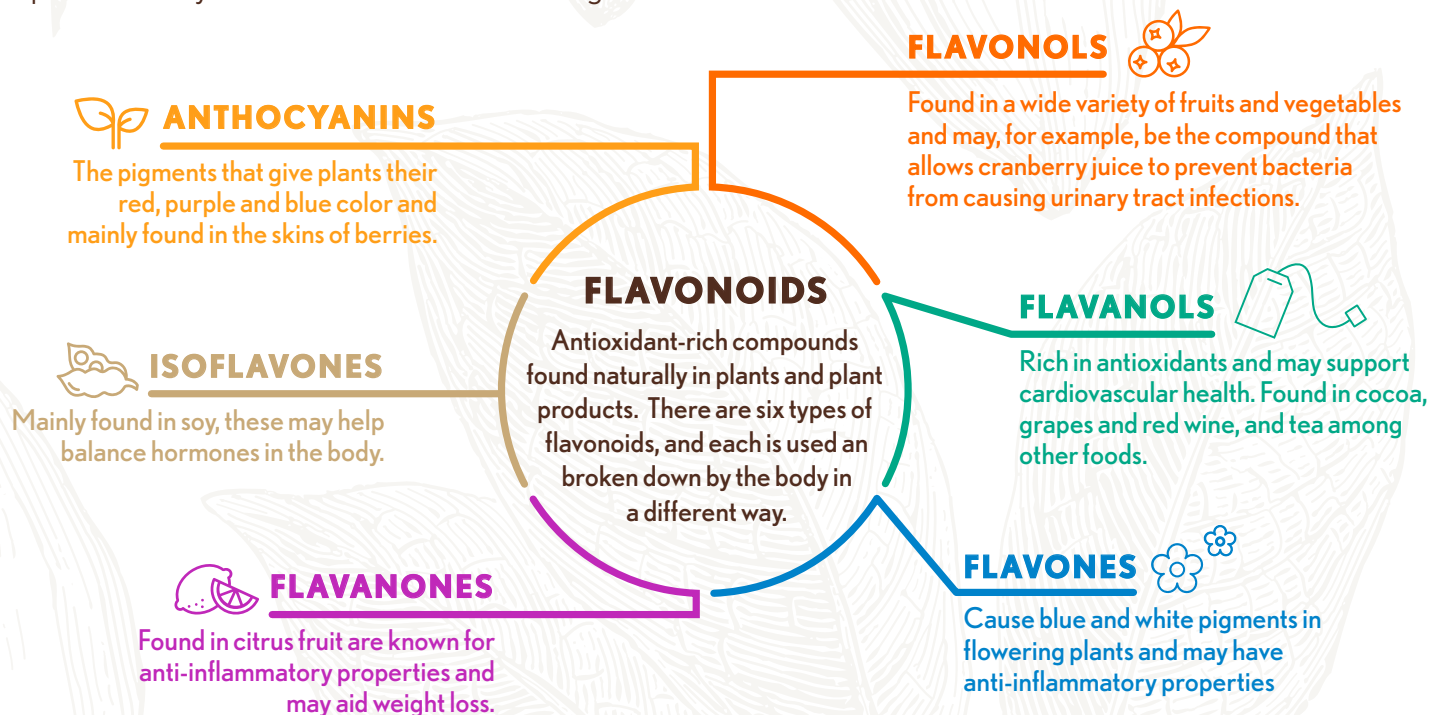 FLAVONOLS
Found in a wide variety of fruits and vegetables
and may, for example, be the compound that
allows cranberry juice to prevent bacteria
from causing urinary tract infections.
ANTHOCYANINS
The pigments that give plants their
red, purple and blue color and
mainly found in the skins of berries.
FLAVONOIDS
Antioxidant-rich compounds
found naturally in plants and plant
products. There are six types of
flavonoids, and each is used an
broken down by the body in
a different way.
FLAVANOLS
Rich in antioxidants and may support
cardiovascular health. Found in cocoa,
grapes and red wine, and tea among
other foods.
ISOFLAVONES
Mainly found in soy, these may help
balance hormones in the body.
FLAVONES
Cause blue and white pigments in
flowering plants and may have
anti-inflammatory properties
FLAVANONES
Found in citrus fruit are known for
anti-inflammatory properties and
may aid weight loss.